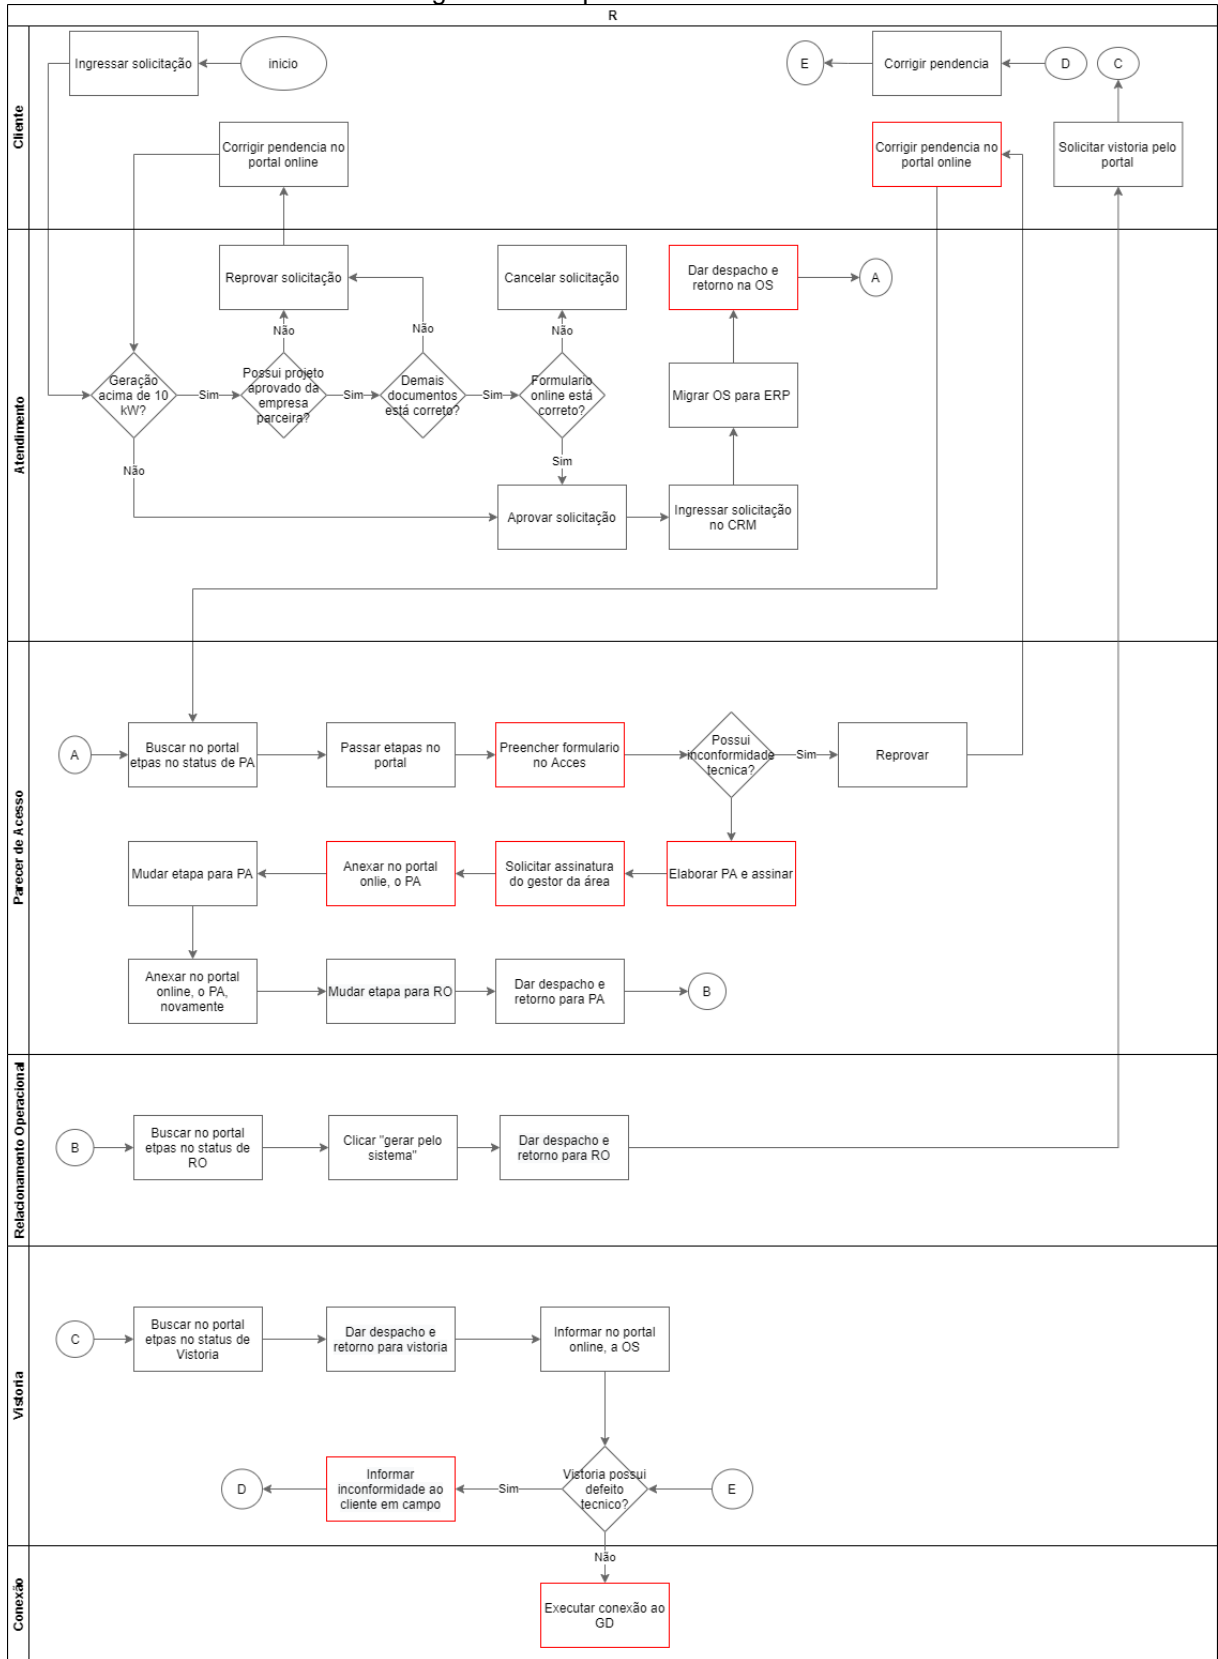 R
Cliente
Ingressar solicitação
inicio
E
Corrigir pendencia
D
C
Corrigir pendencia no
portal online
Corrigir pendencia no
portal online
Solicitar vistoria pelo
portal
Atendimento
Reprovar solicitação
Cancelar solicitação
Dar despacho e
retorno na OS
A
Não
Não
Não
Geração
acima de 10
kW?
Sim
Possui projeto
aprovado da
empresa
parceira?
Sim
Demais
documentos
está correto?
Sim
Formulario
online está
correto?
Migrar OS para ERP
Não
Sim
Aprovar solicitação
Ingressar solicitação
no CRM
Parecer de Acesso
A
Buscar no portal
etpas no status de PA
Passar etapas no
portal
Preencher formulario
no Acces
Possui
inconformidade
tecnica?
Sim
Reprovar
Mudar etapa para PA
Anexar no portal
onlie, o PA
Solicitar assinatura
do gestor da área
Elaborar PA e assinar
Anexar no portal
online, o PA,
novamente
Mudar etapa para RO
Dar despacho e
retorno para PA
B
Relacionamento Operacional
B
Buscar no portal
etpas no status de
RO
Clicar "gerar pelo
sistema"
Dar despacho e
retorno para RO
Vistoria
C
Buscar no portal
etpas no status de
Vistoria
Dar despacho e
retorno para vistoria
Informar no portal
online, a OS
D
Informar
inconformidade ao
cliente em campo
Sim
Vistoria possui
defeito
tecnico?
E
Conexão
Não
Executar conexão ao
GD